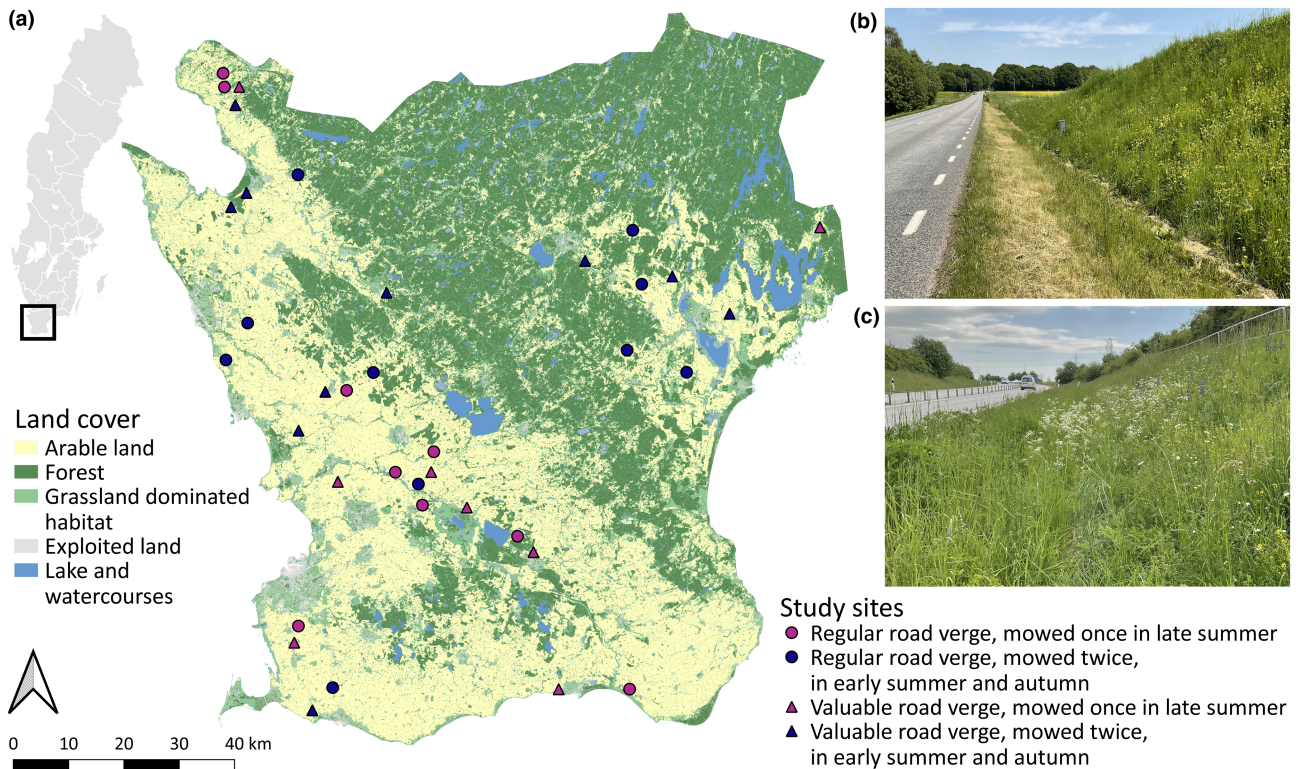 (a)
(b)
(c)
Land cover
Arable land
Forest
Grassland dominated
habitat
Exploited land
Lake and
watercourses
0 10 20 30 40 km
Study sites
Regular road verge, mowed once in late summer
Regular road verge, mowed twice,
in early summer and autumn
Valuable road verge, mowed once in late summer
Valuable road verge, mowed twice,
in early summer and autumn